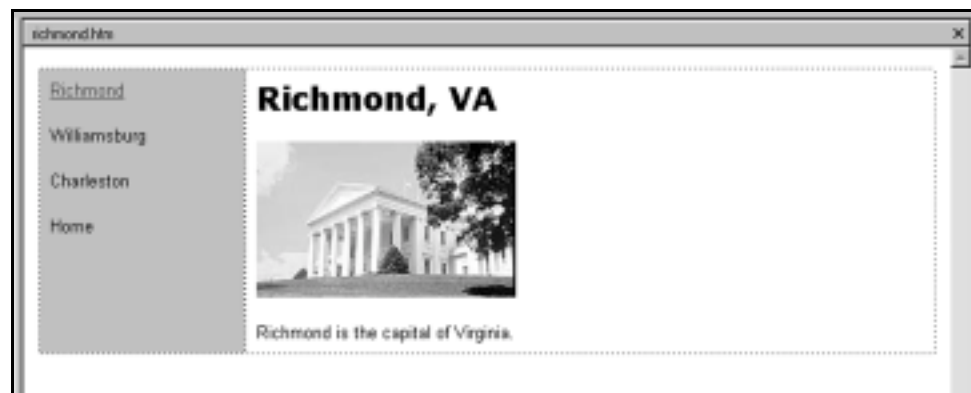 richmond.htm
Richmond
Williamsburg
Charleston
Home
Richmond, VA
Richmond is the capital of Virginia.